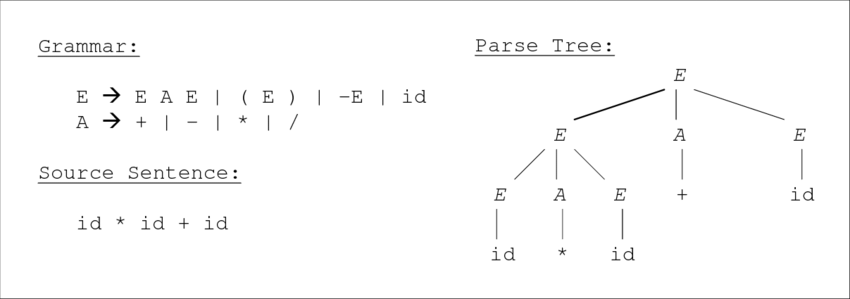 Grammar:
E → E A E | ( E ) | -E | id
A → + | - | * | /
Source Sentence:
id * id + id
Parse Tree:
E
E A E
E A E + id
id * id